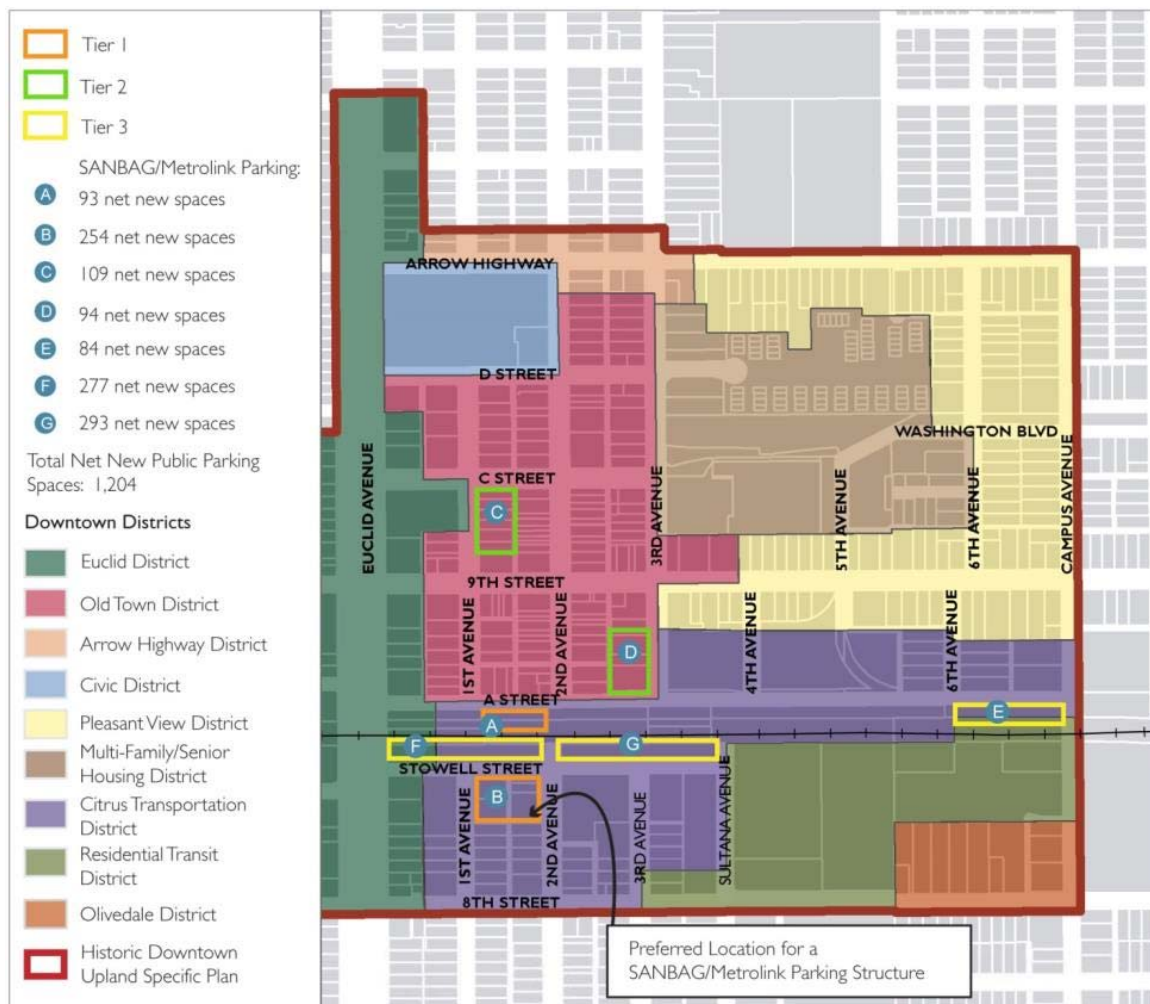 Tier 1
Tier 2
Tier 3
SANBAG/Metrolink Parking:
A 93 net new spaces
B 254 net new spaces
C 109 net new spaces
D 94 net new spaces
E 84 net new spaces
F 277 net new spaces
G 293 net new spaces
Total Net New Public Parking
Spaces: 1,204
Downtown Districts
Euclid District
Old Town District
Arrow Highway District
Civic District
Pleasant View District
Multi-Family/Senior
Housing District
Citrus Transportation
District
Residential Transit
District
Olivedale District
Historic Downtown
Upland Specific Plan
ARROW HIGHWAY
D STREET
WASHINGTON BLVD
EUCLID AVENUE
C STREET
C
3RD AVENUE
5TH AVENUE
6TH AVENUE
CAMPUS AVENUE
9TH STREET
1ST AVENUE
2ND AVENUE
D
4TH AVENUE
6TH AVENUE
A STREET
A
E
F
G
STOWELL STREET
B
1ST AVENUE
2ND AVENUE
3RD AVENUE
SULTANA AVENUE
8TH STREET
Preferred Location for a
SANBAG/Metrolink Parking Structure